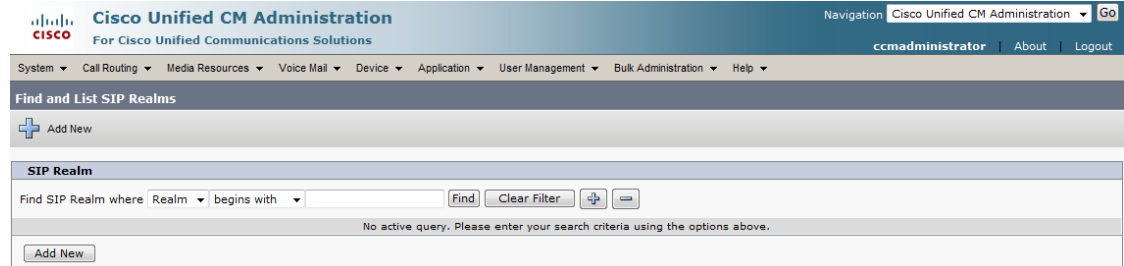 Cisco Unified CM Administration
For Cisco Unified Communications Solutions
CISCO
Navigation Cisco Unified CM Administration Go
ccmadministrator | About | Logout
System Call Routing Media Resources Voice Mail Device Application User Management Bulk Administration Help
Find and List SIP Realms
Add New
SIP Realm
Find SIP Realm where Realm begins with Find Clear Filter
No active query. Please enter your search criteria using the options above.
Add New